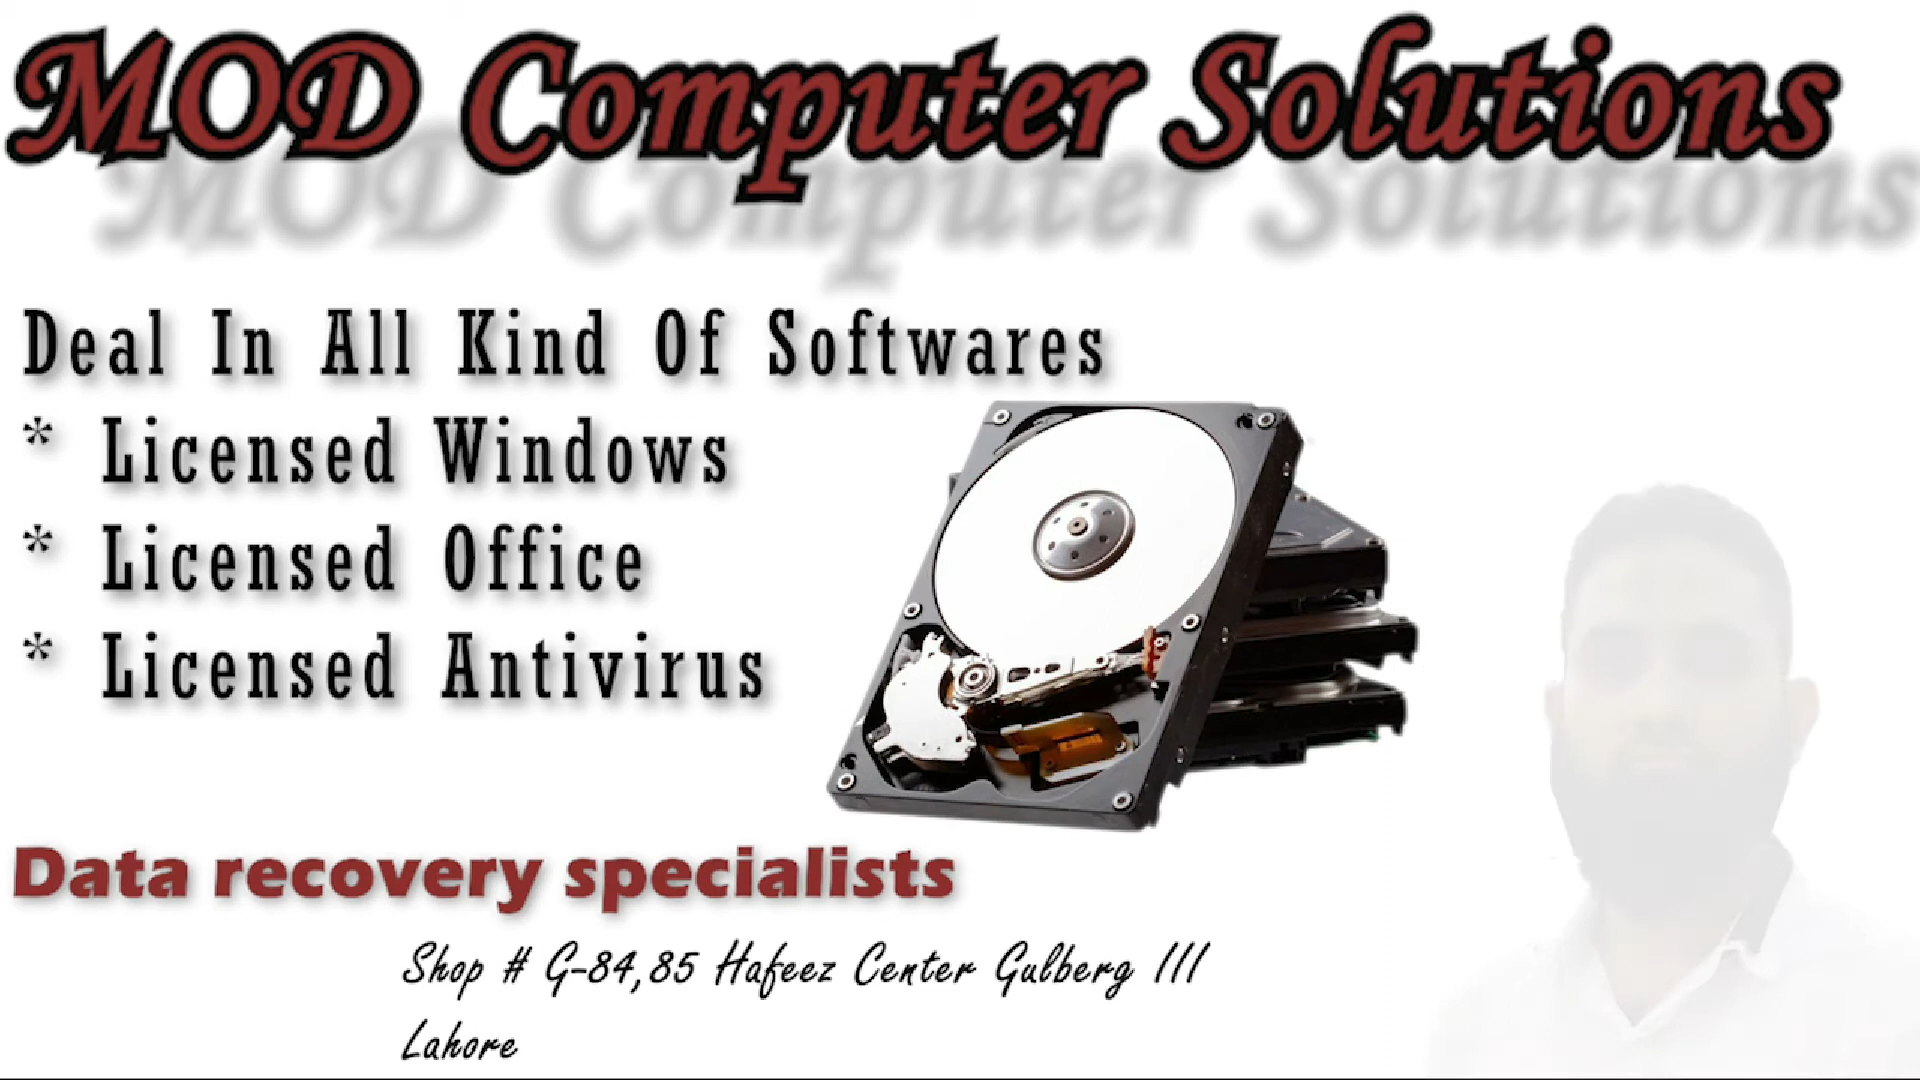 MOD Computer Solutions
Deal In All Kind Of Softwares
* Licensed Windows
* Licensed Office
* Licensed Antivirus
Data recovery specialists
Shop # G-84,85 Hafeez Center Gulberg III
Lahore